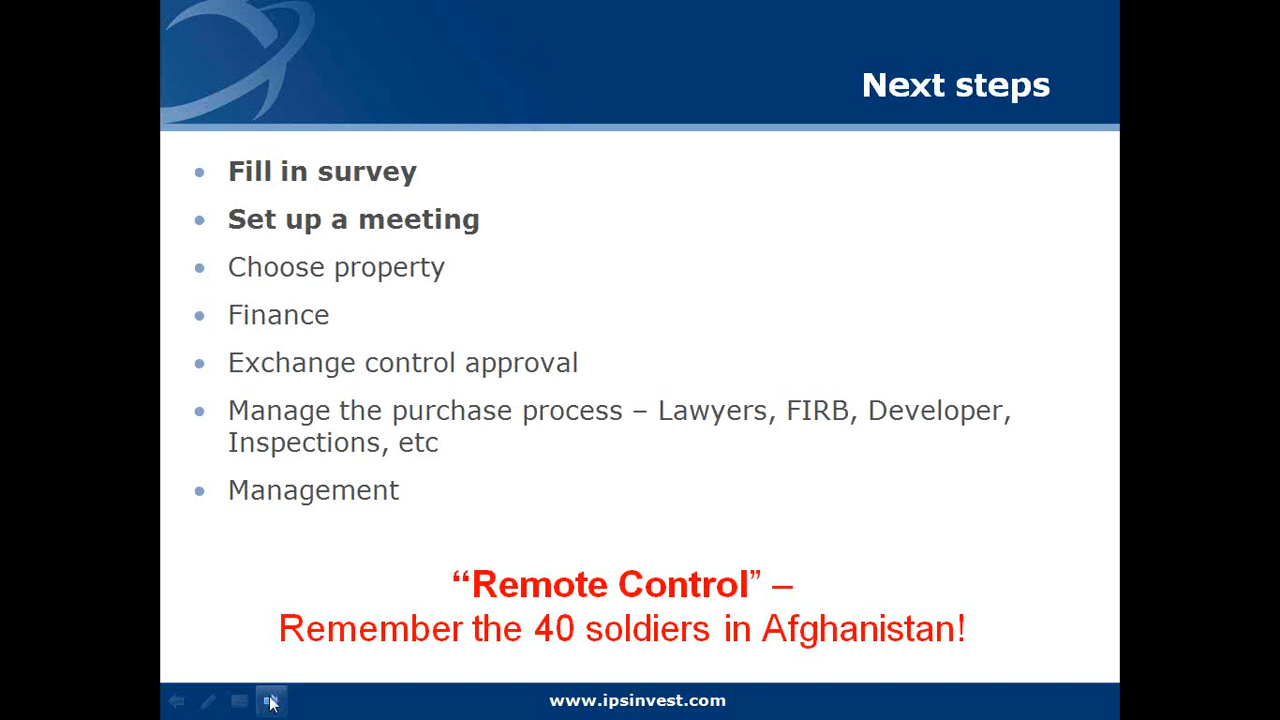 Next steps
• Fill in survey
• Set up a meeting
• Choose property
• Finance
• Exchange control approval
• Manage the purchase process – Lawyers, FIRB, Developer,
Inspections, etc
• Management
“Remote Control” –
Remember the 40 soldiers in Afghanistan!
www.ipsinvest.com